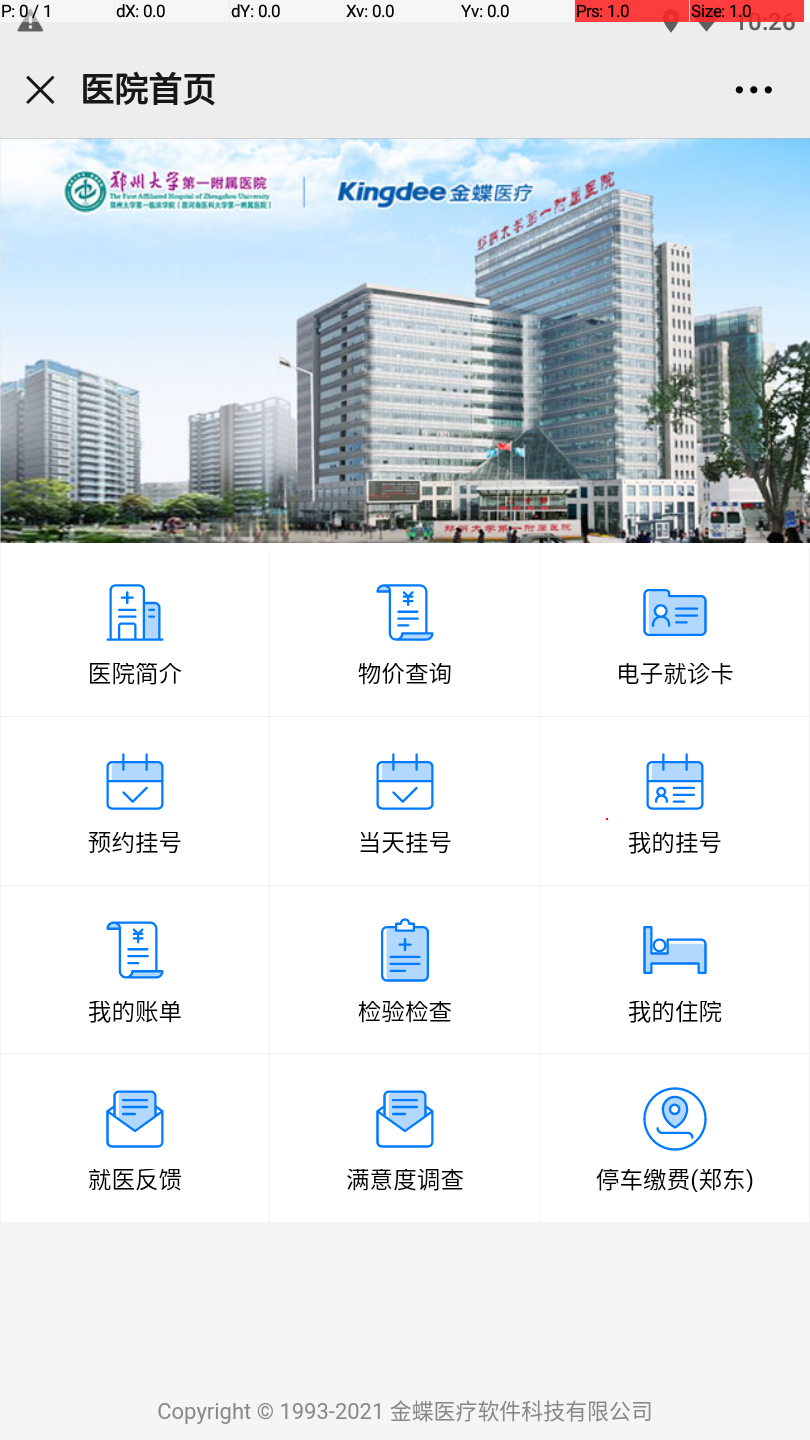 P: 0 / 1 dX: 0.0 dY: 0.0 Xv: 0.0 Yv: 0.0 Prs: 1.0 Size: 1.0
10:26
医院首页
郑州大学第一附属医院
The First Affiliated Hospital of Zhengzhou University
郑州大学第一临床学院 [ 原河南医科大学第一附属医院 ]
Kingdee金蝶医疗
郑州大学第一附属医院
郑州大学第一附属医院
医院简介 物价查询 电子就诊卡
预约挂号 当天挂号 我的挂号
我的账单 检验检查 我的住院
就医反馈 满意度调查 停车缴费(郑东)
Copyright © 1993-2021 金蝶医疗软件科技有限公司